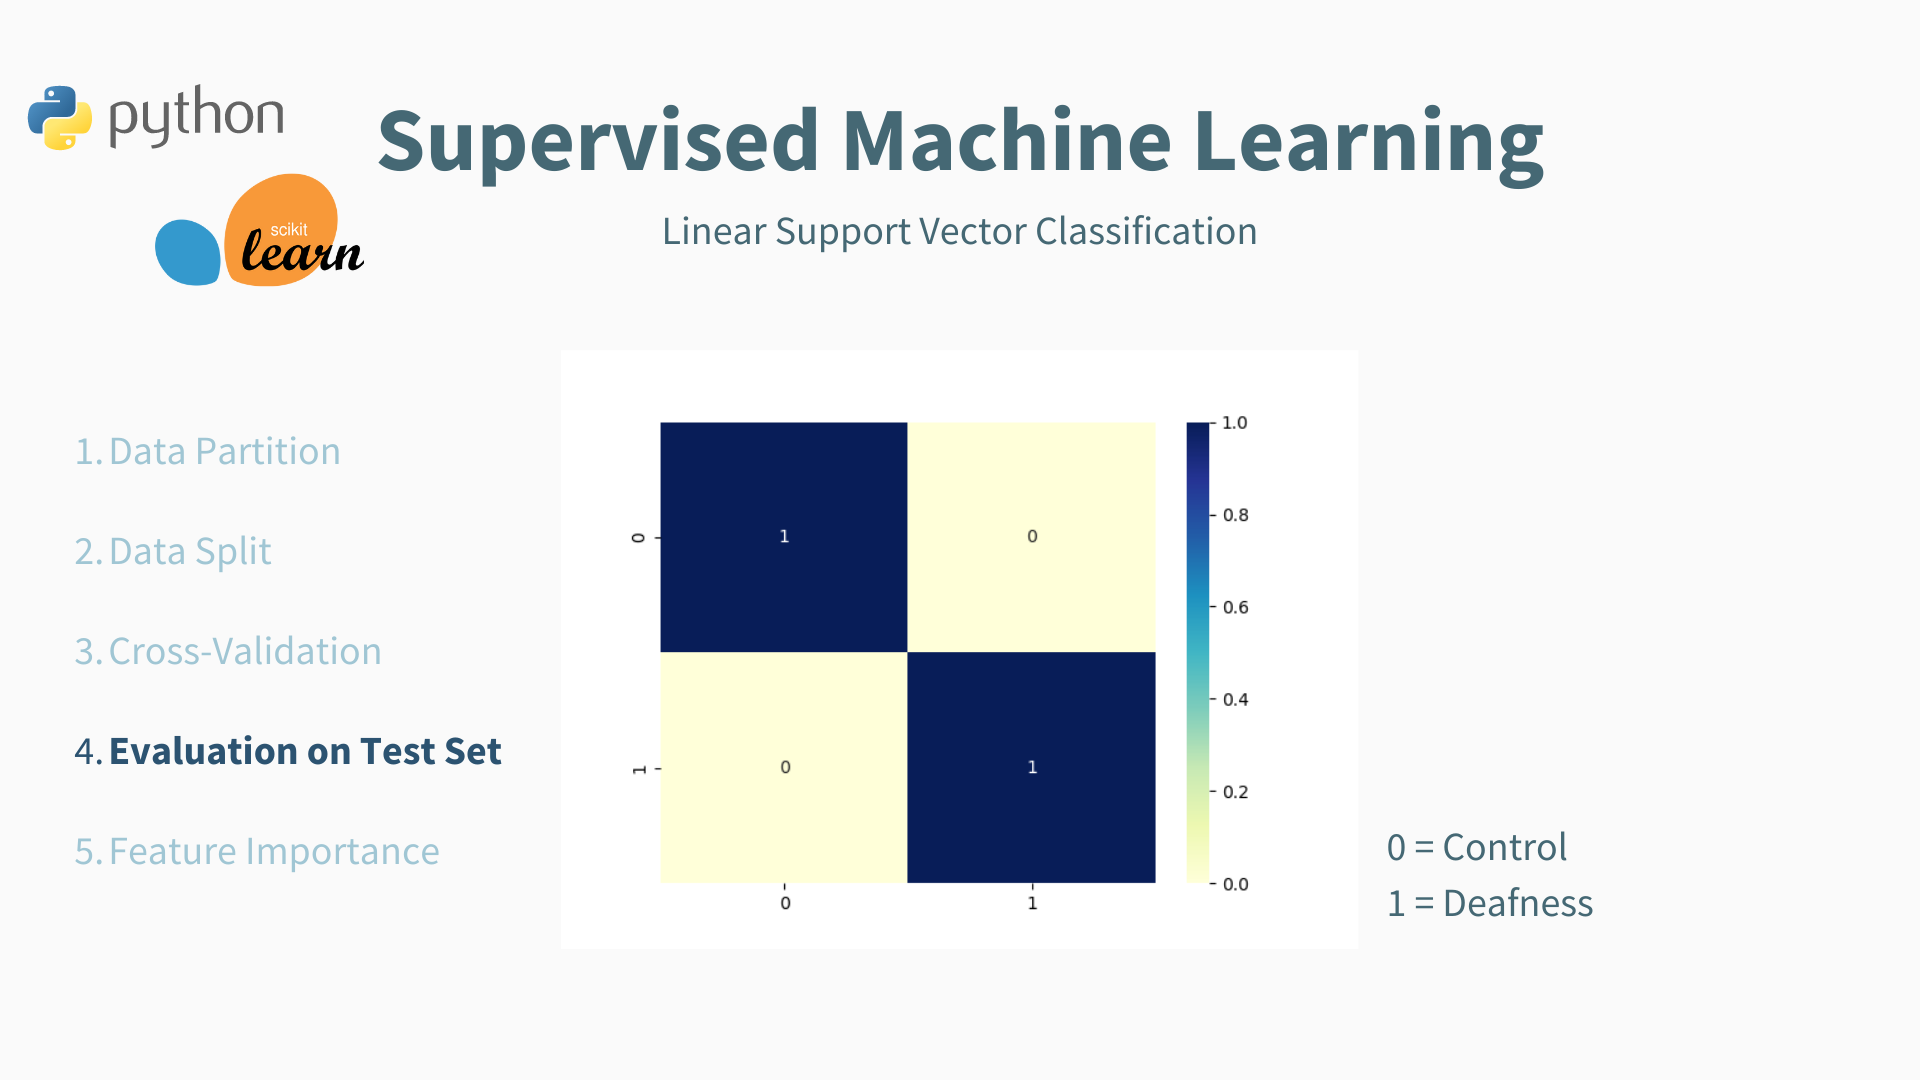 python
Supervised Machine Learning
scikit
learn
Linear Support Vector Classification
1. Data Partition
2. Data Split
3. Cross-Validation
4. Evaluation on Test Set
5. Feature Importance
0
1
1
0
0
1
0
1
1.0
0.8
0.6
0.4
0.2
0.0
0 = Control
1 = Deafness